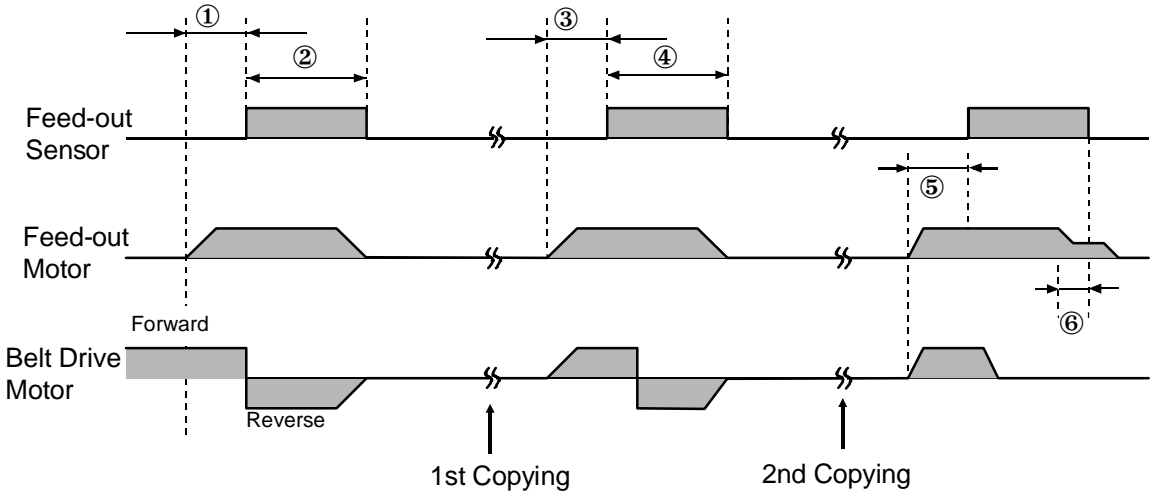 ①
③
②
④
Feed-out
Sensor
⑤
Feed-out
Motor
⑥
Forward
Belt Drive
Motor
Reverse
1st Copying
2nd Copying